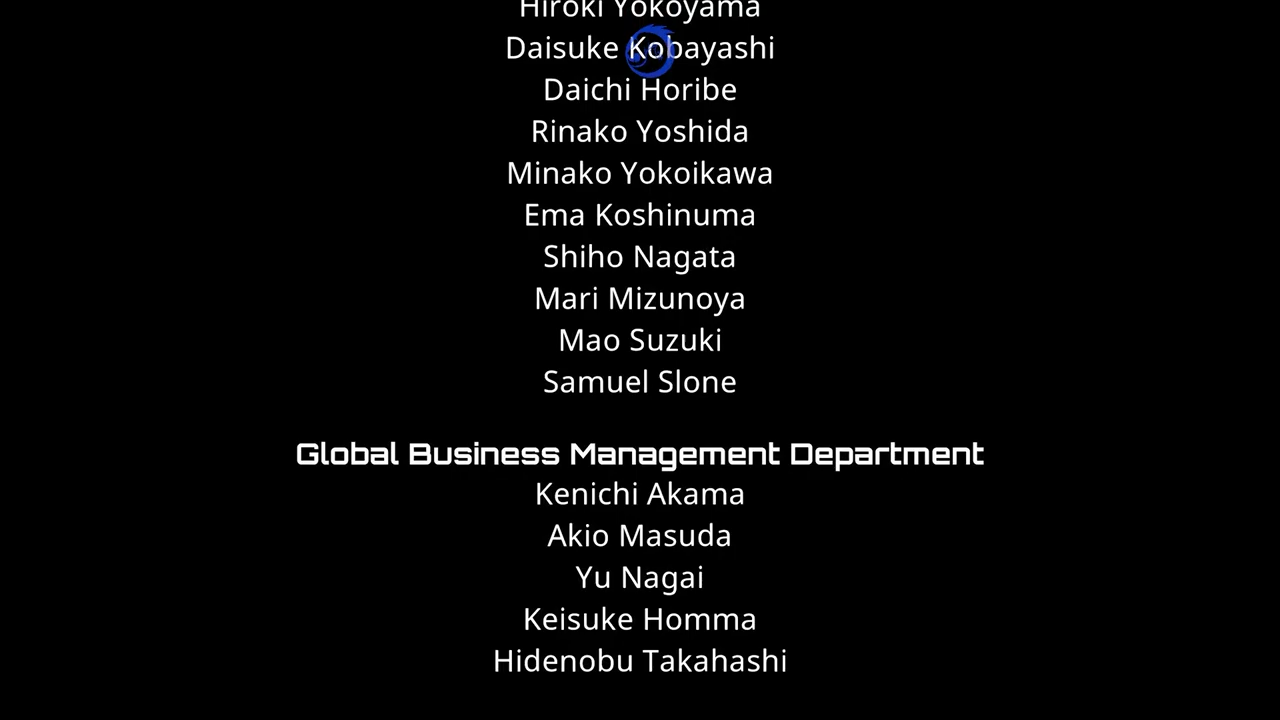 Hiroki Yokoyama
Daisuke Kobayashi
Daichi Horibe
Rinako Yoshida
Minako Yokoikawa
Ema Koshinuma
Shiho Nagata
Mari Mizunoya
Mao Suzuki
Samuel Slone
Global Business Management Department
Kenichi Akama
Akio Masuda
Yu Nagai
Keisuke Homma
Hidenobu Takahashi